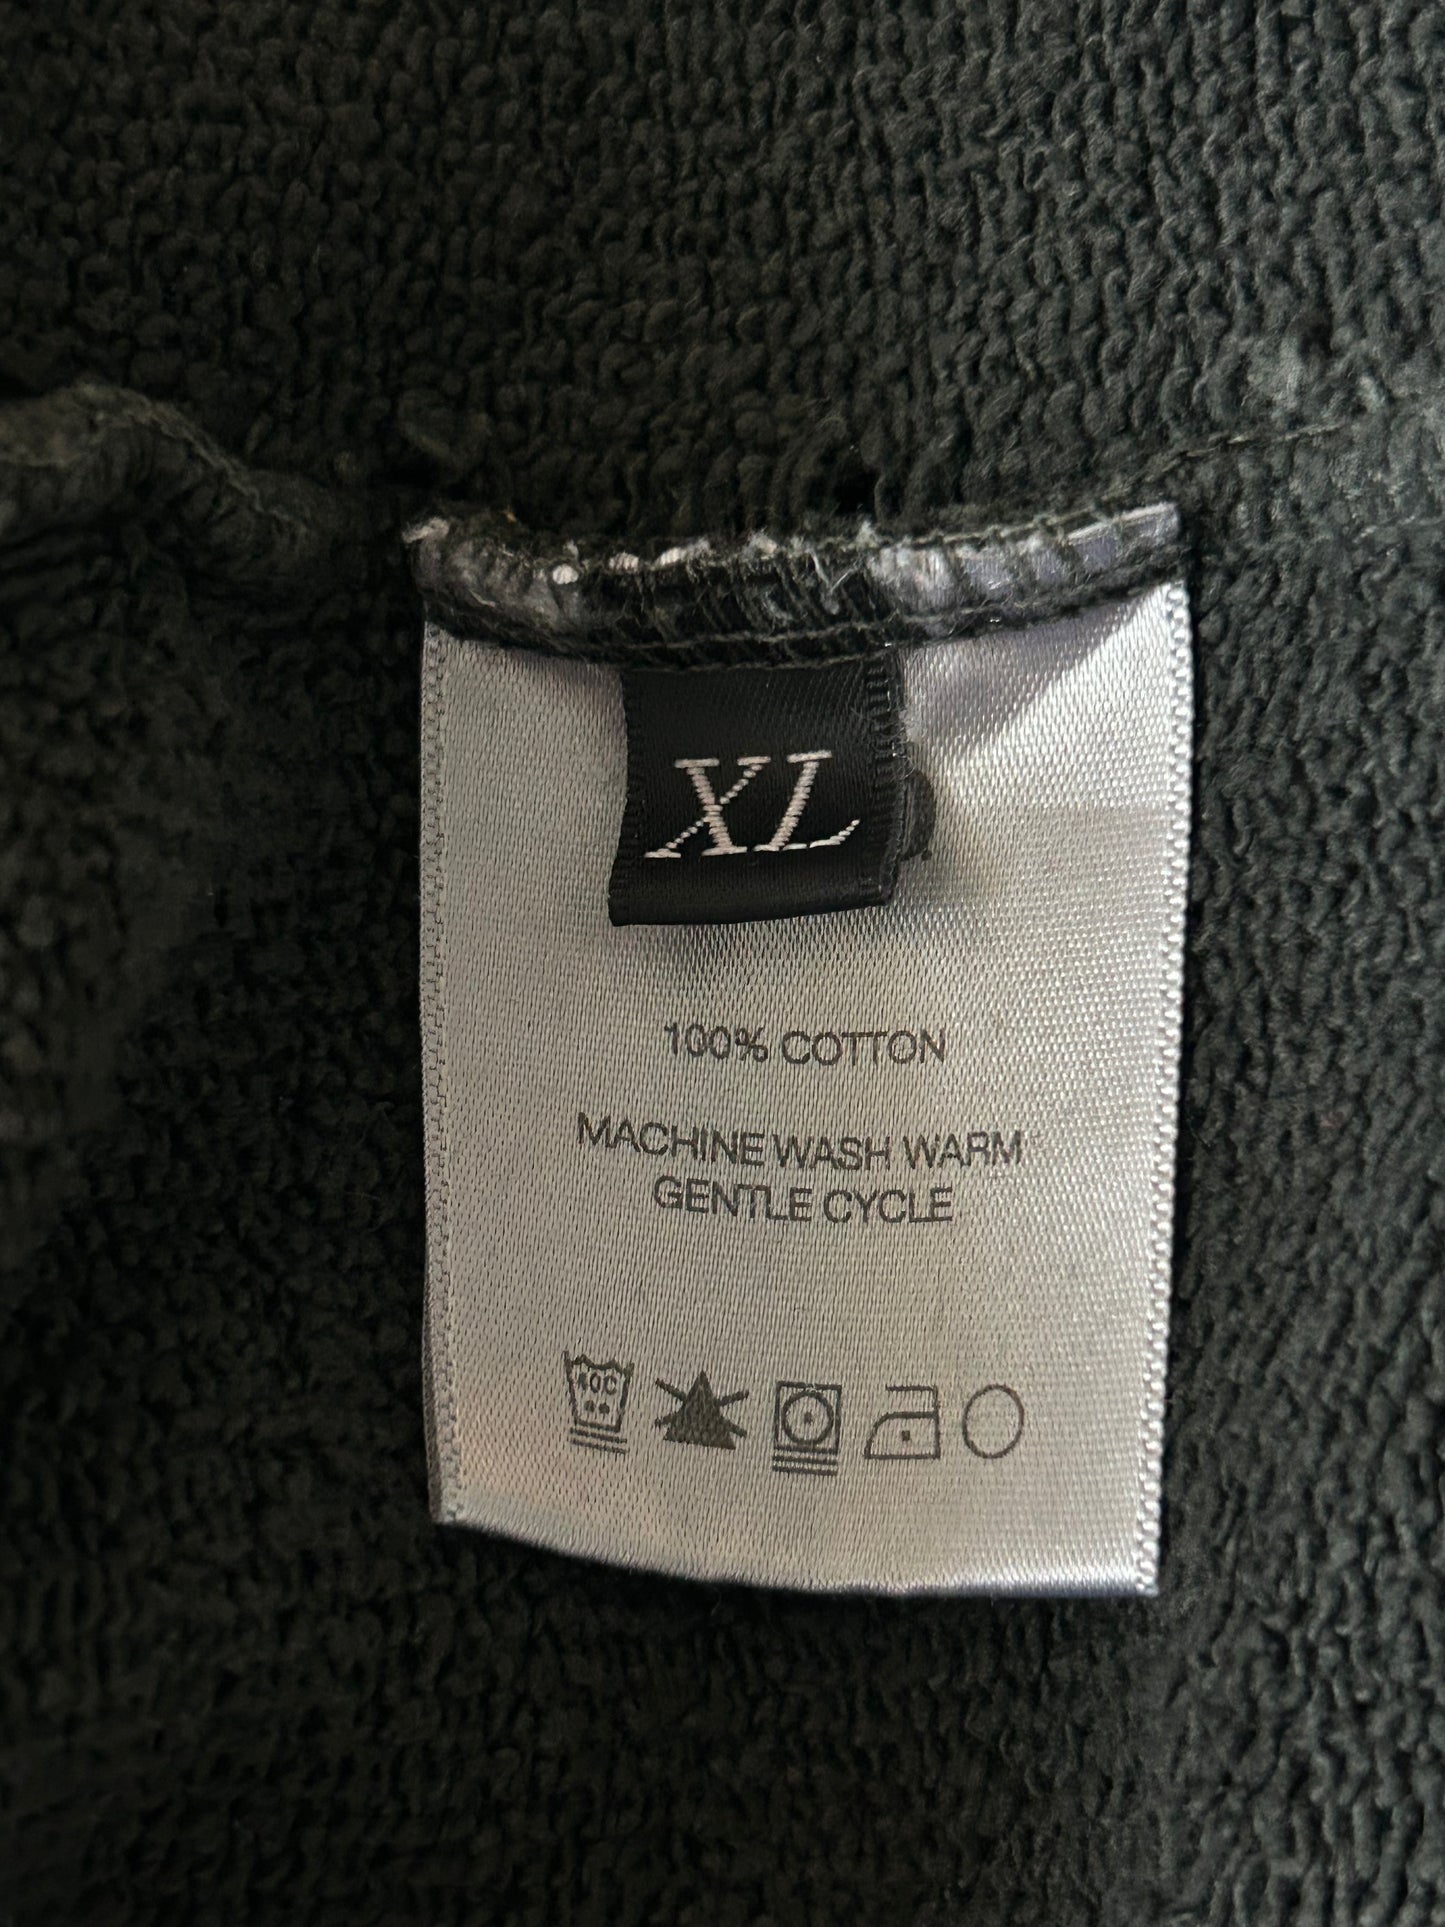 XL
100% COTTON
MACHINE WASH WARM
GENTLE CYCLE
40C